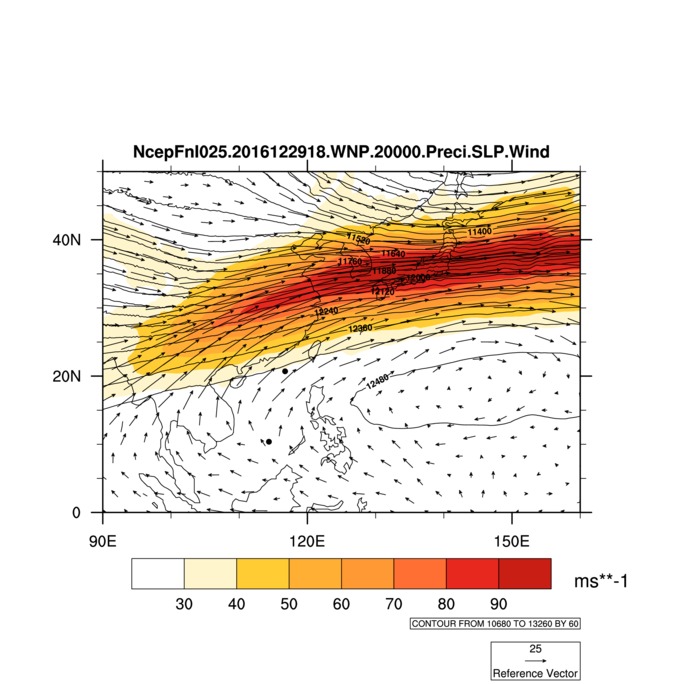 NcepFnl025.2016122918.WNP.20000.Preci.SLP.Wind
40N
20N
0
90E 120E 150E
11520
11400
11640
11760
11880
12000
12120
12240
12360
12480
30 40 50 60 70 80 90
ms**-1
CONTOUR FROM 10680 TO 13260 BY 60
25
Reference Vector